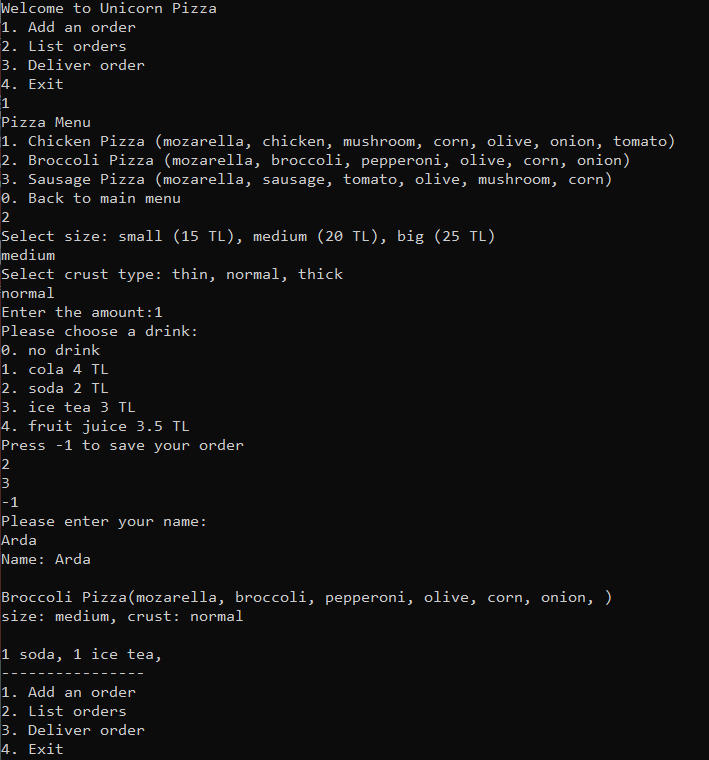 Welcome to Unicorn Pizza
1. Add an order
2. List orders
3. Deliver order
4. Exit
1
Pizza Menu
1. Chicken Pizza (mozarella, chicken, mushroom, corn, olive, onion, tomato)
2. Broccoli Pizza (mozarella, broccoli, pepperoni, olive, corn, onion)
3. Sausage Pizza (mozarella, sausage, tomato, olive, mushroom, corn)
0. Back to main menu
2
Select size: small (15 TL), medium (20 TL), big (25 TL)
medium
Select crust type: thin, normal, thick
normal
Enter the amount:1
Please choose a drink:
0. no drink
1. cola 4 TL
2. soda 2 TL
3. ice tea 3 TL
4. fruit juice 3.5 TL
Press -1 to save your order
2
3
-1
Please enter your name:
Arda
Name: Arda
Broccoli Pizza(mozarella, broccoli, pepperoni, olive, corn, onion, )
size: medium, crust: normal
1 soda, 1 ice tea,
----------------
1. Add an order
2. List orders
3. Deliver order
4. Exit